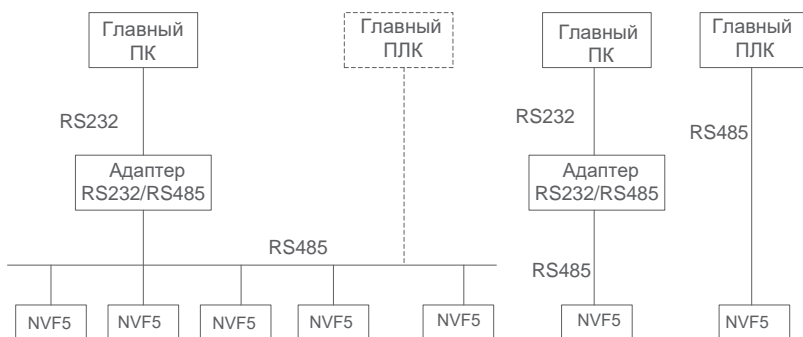 Главный
ПК
Главный
ПЛК
Главный
ПК
Главный
ПЛК
RS232
RS232
RS485
Адаптер
RS232/RS485
Адаптер
RS232/RS485
RS485
RS485
NVF5
NVF5
NVF5
NVF5
NVF5
NVF5
NVF5